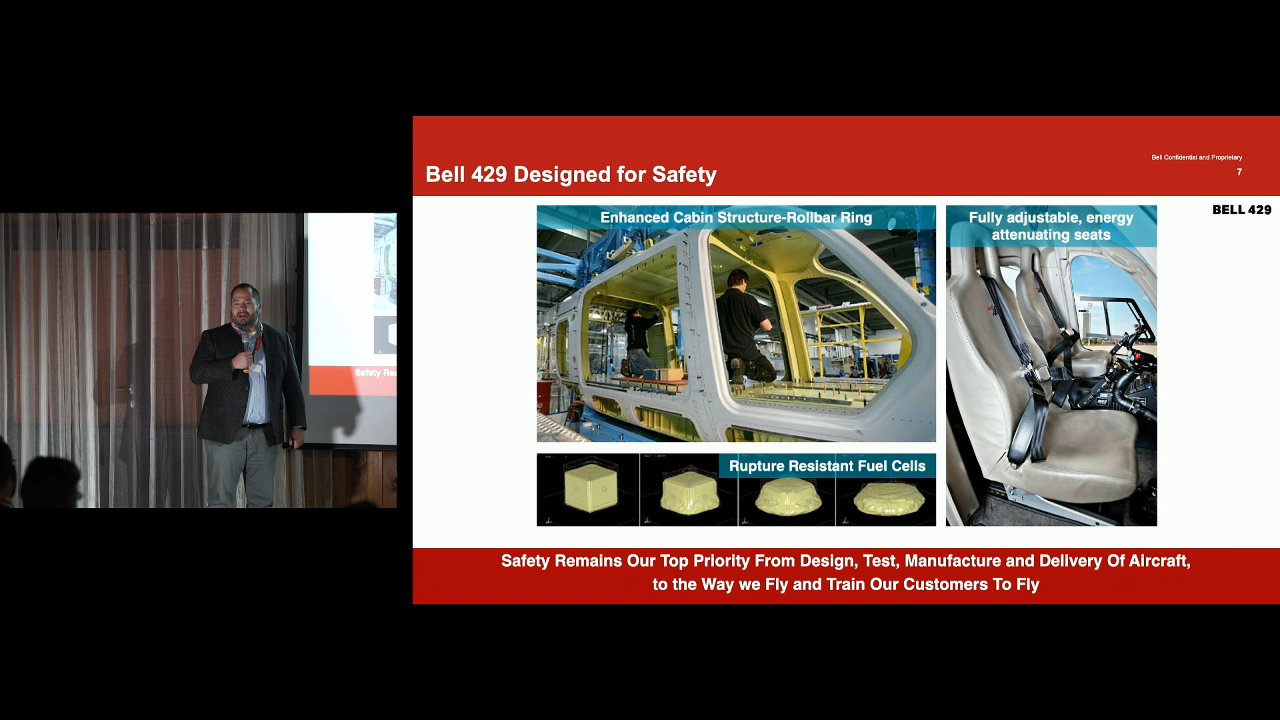 Bell Confidential and Proprietary
Bell 429 Designed for Safety
7
BELL 429
Enhanced Cabin Structure-Rollbar Ring
Fully adjustable, energy
attenuating seats
Rupture Resistant Fuel Cells
Safety Remains Our Top Priority From Design, Test, Manufacture and Delivery Of Aircraft,
to the Way we Fly and Train Our Customers To Fly
Safety